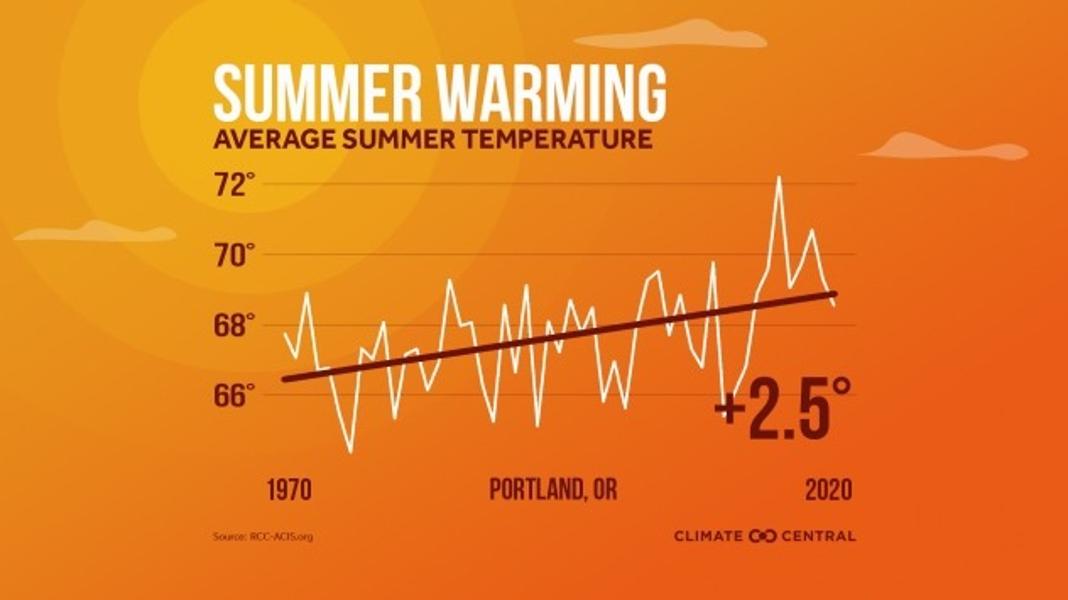 SUMMER WARMING
AVERAGE SUMMER TEMPERATURE
72°
70°
68°
66°
+2.5°
1970 PORTLAND, OR 2020
Source: RCC-ACIS.org CLIMATE CENTRAL